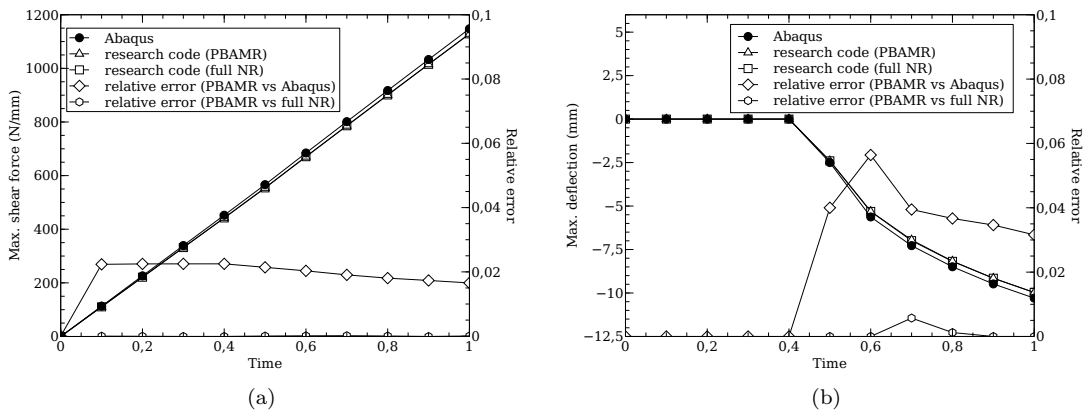 1200
1000
800
600
400
200
0
Max. shear force (N/mm)
Abaqus
research code (PBAMR)
research code (full NR)
relative error (PBAMR vs Abaqus)
relative error (PBAMR vs full NR)
0,1
0,08
0,06
0,04
0,02
0
Relative error
0 0,2 0,4 0,6 0,8 1
Time
(a)
5
2,5
0
−2,5
−5
−7,5
−10
−12,5
Max. deflection (mm)
Abaqus
research code (PBAMR)
research code (full NR)
relative error (PBAMR vs Abaqus)
relative error (PBAMR vs full NR)
0,1
0,08
0,06
0,04
0,02
0
Relative error
0 0,2 0,4 0,6 0,8 1
Time
(b)